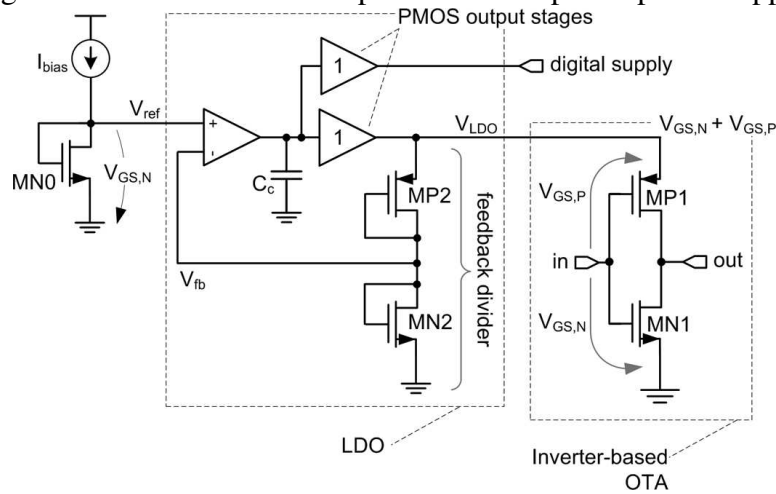 PMOS output stages
I_bias
1
digital supply
V_ref
+
-
1
V_LDO
V_GS,N + V_GS,P
V_GS,N
MN0
C_c
MP2
feedback divider
V_GS,P
MP1
in
out
V_fb
MN2
V_GS,N
MN1
LDO
Inverter-based
OTA